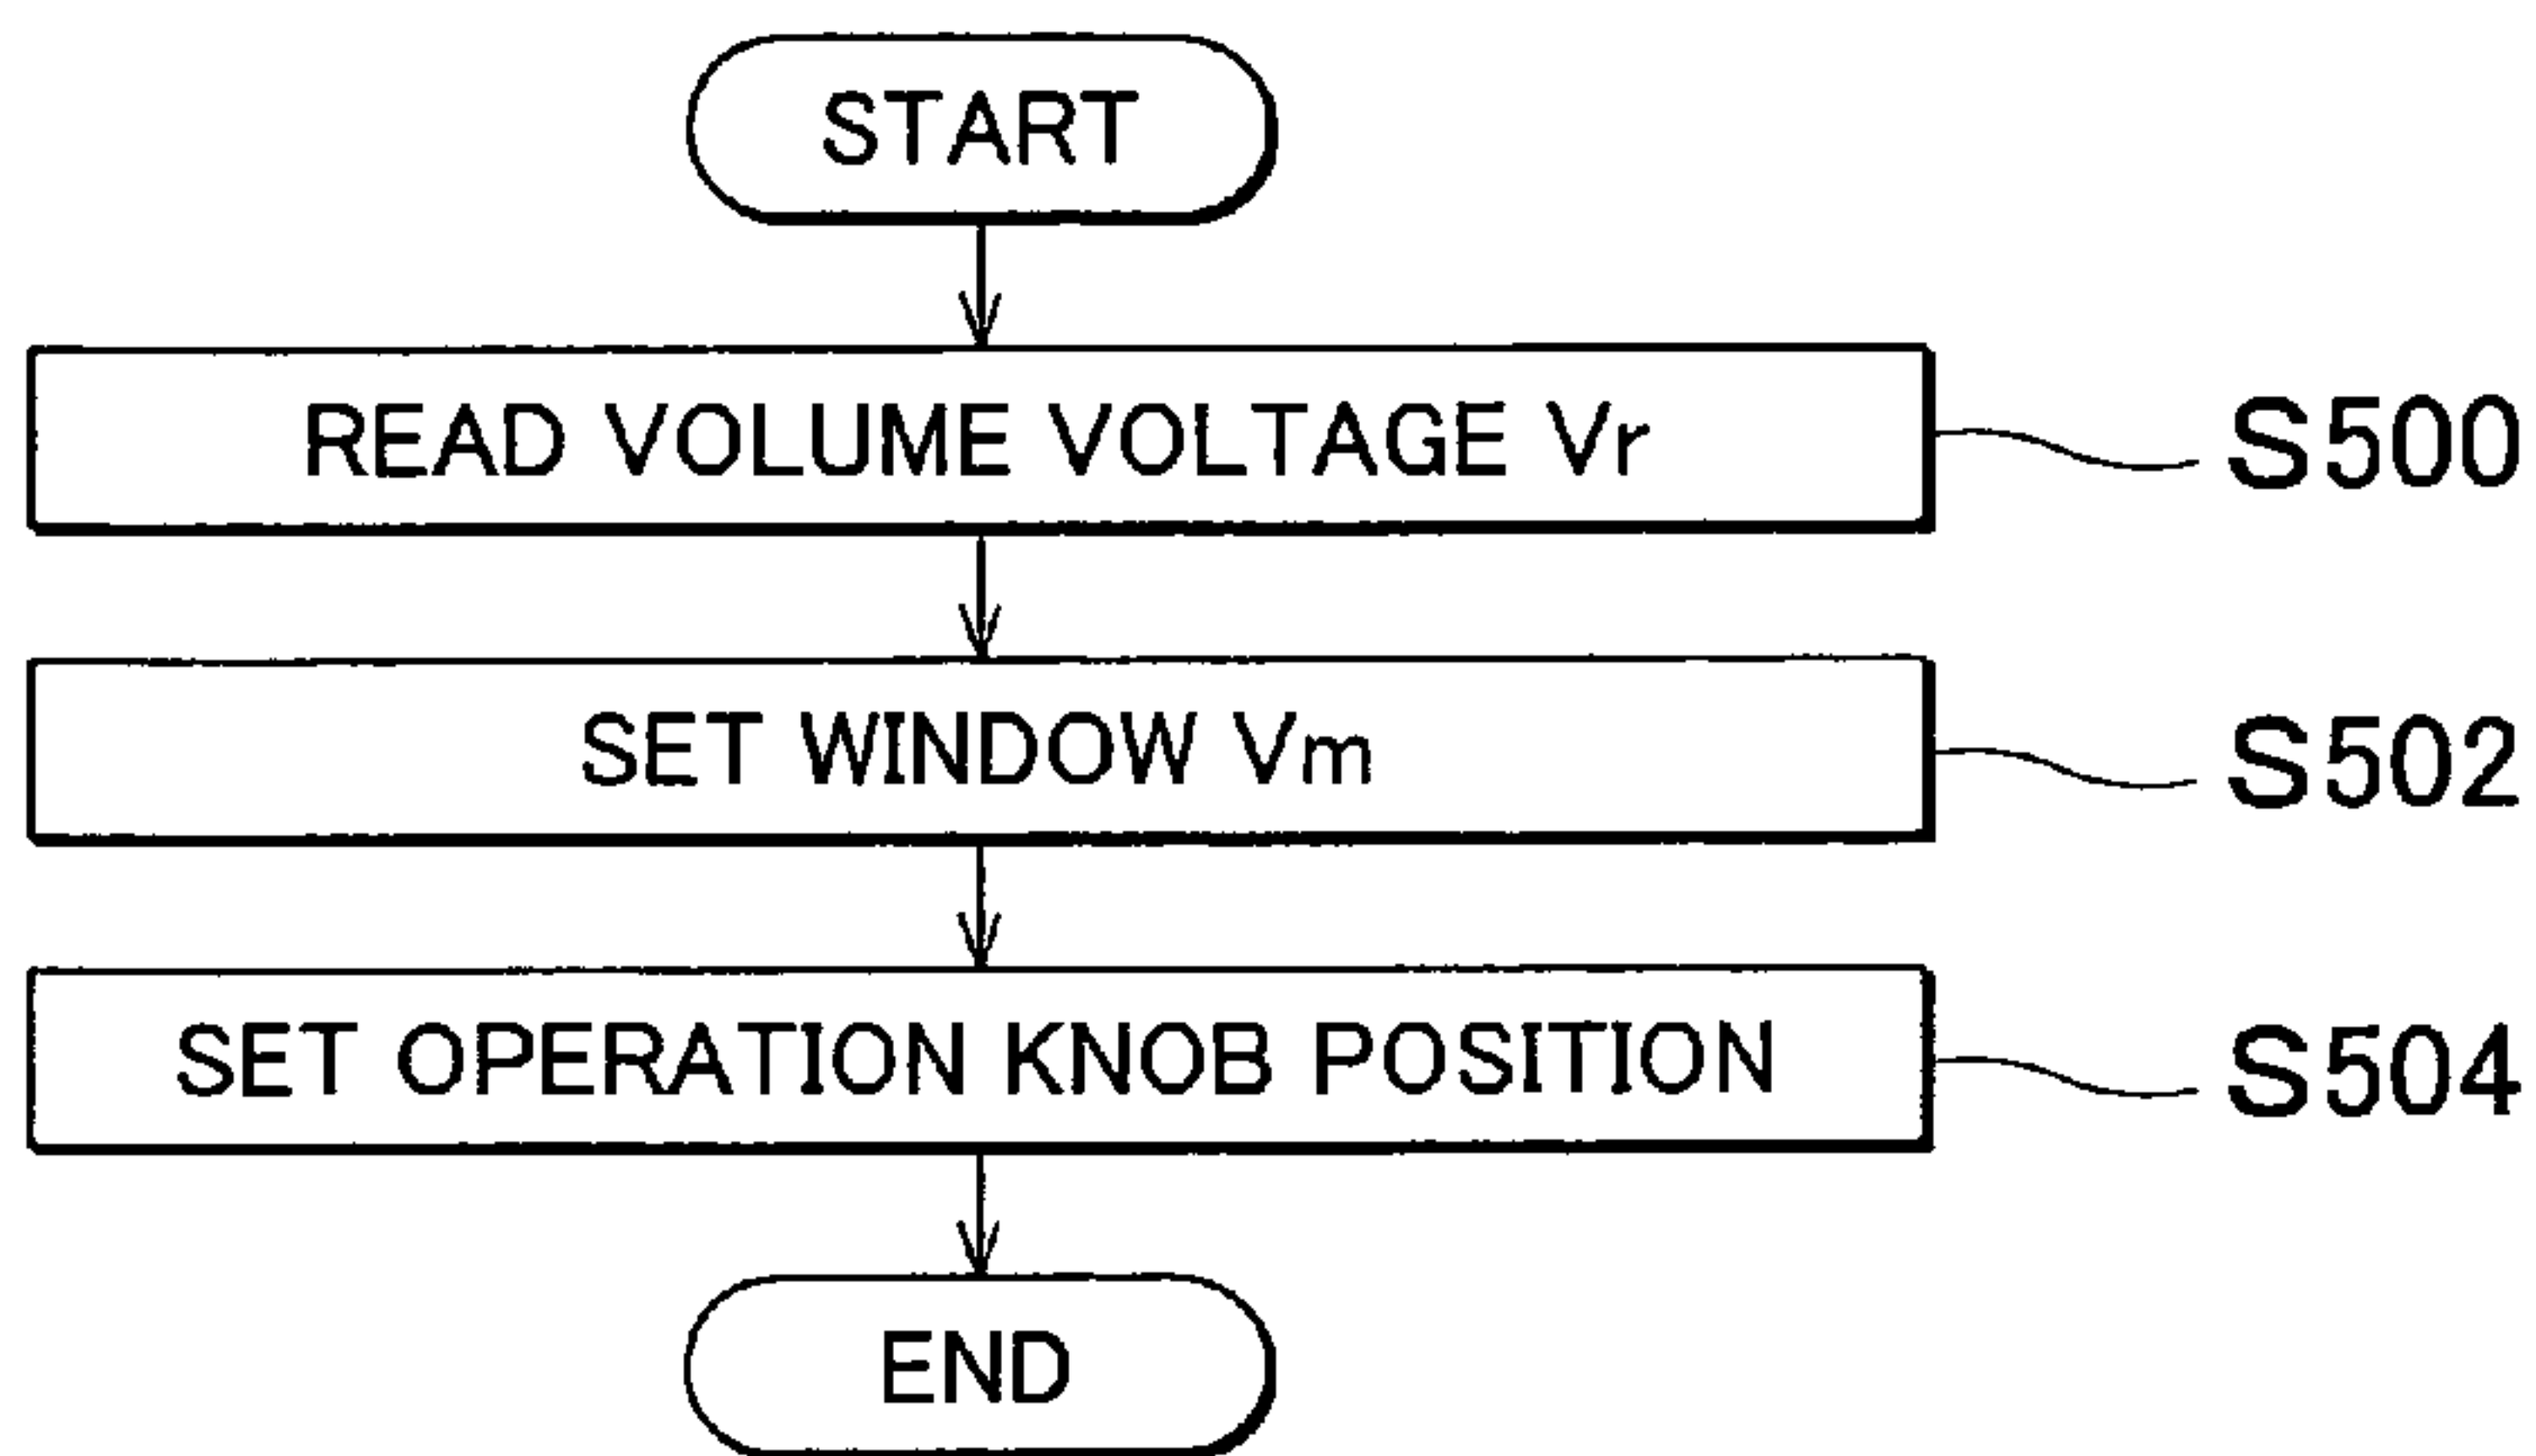 START
READ VOLUME VOLTAGE Vr
S500
SET WINDOW Vm
S502
SET OPERATION KNOB POSITION
S504
END